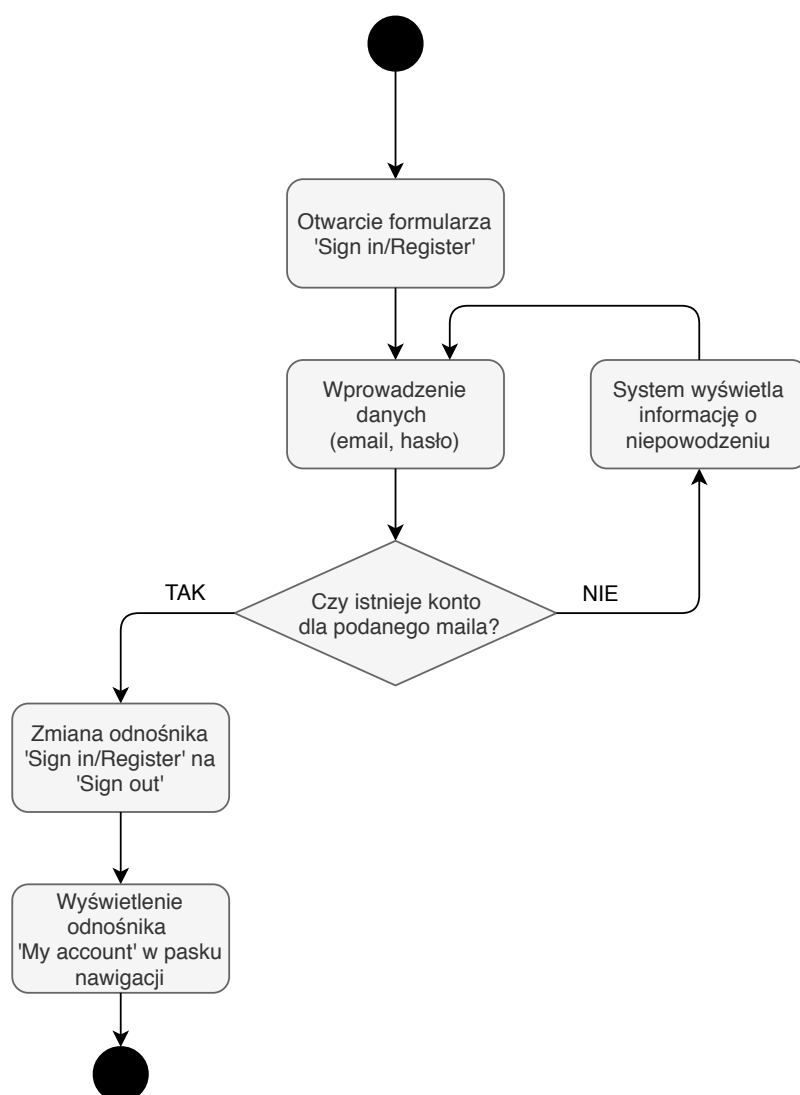 Otwarcie formularza
'Sign in/Register'
Wprowadzenie
danych
(email, hasło)
System wyświetla
informację o
niepowodzeniu
TAK
Czy istnieje konto
dla podanego maila?
NIE
Zmiana odnośnika
'Sign in/Register' na
'Sign out'
Wyświetlenie
odnośnika
'My account' w pasku
nawigacji